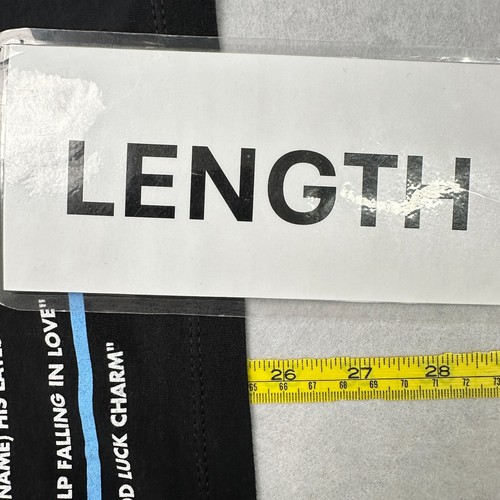 LENGTH
NAME) HIS
LP FALLING IN LOVE"
OD LUCK CHARM"
26 27 28
65 66 67 68 69 70 71 72 73